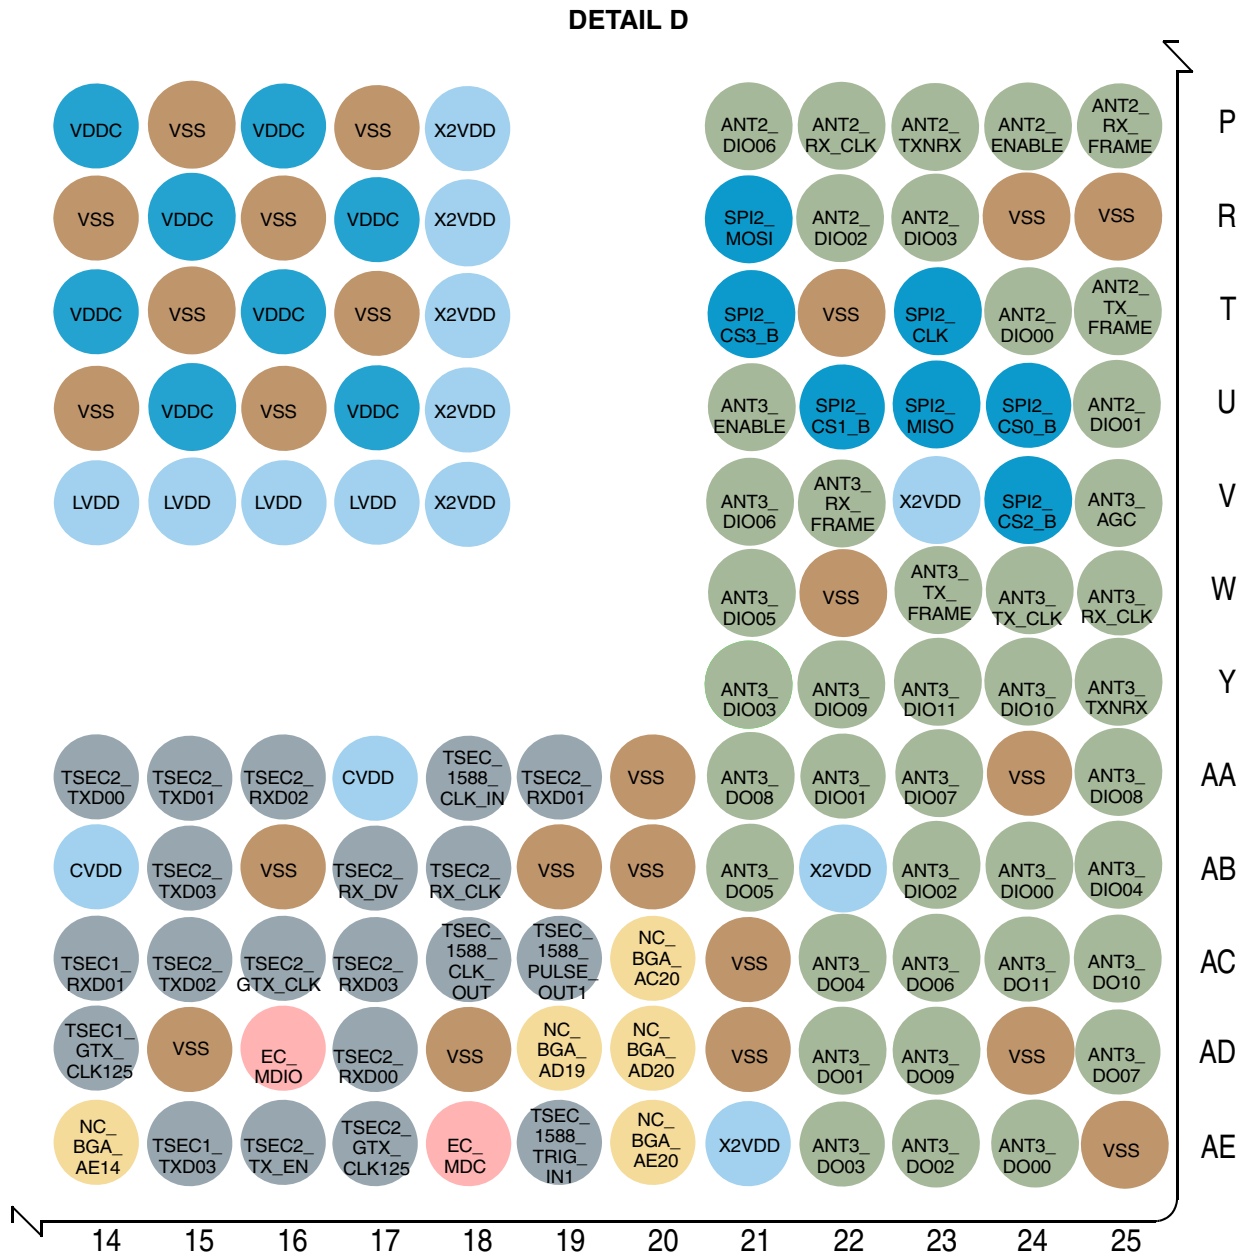 DETAIL D
VDDC VSS VDDC VSS X2VDD ANT2_ DIO06 ANT2_ RX_CLK ANT2_ TXNRX ANT2_ ENABLE ANT2_ RX_ FRAME P
VSS VDDC VSS VDDC X2VDD SPI2_ MOSI ANT2_ DIO02 ANT2_ DIO03 VSS VSS R
VDDC VSS VDDC VSS X2VDD SPI2_ CS3_B VSS SPI2_ CLK ANT2_ DIO00 ANT2_ TX_ FRAME T
VSS VDDC VSS VDDC X2VDD ANT3_ ENABLE SPI2_ CS1_B SPI2_ MISO SPI2_ CS0_B ANT2_ DIO01 U
LVDD LVDD LVDD LVDD X2VDD ANT3_ DIO06 ANT3_ RX_ FRAME X2VDD SPI2_ CS2_B ANT3_ AGC V
ANT3_ DIO05 VSS ANT3_ TX_ FRAME ANT3_ TX_CLK ANT3_ RX_CLK W
ANT3_ DIO03 ANT3_ DIO09 ANT3_ DIO11 ANT3_ DIO10 ANT3_ TXNRX Y
TSEC2_ TXD00 TSEC2_ TXD01 TSEC2_ RXD02 CVDD TSEC_ 1588_ CLK_IN TSEC2_ RXD01 VSS ANT3_ DO08 ANT3_ DIO01 ANT3_ DIO07 VSS ANT3_ DIO08 AA
CVDD TSEC2_ TXD03 VSS TSEC2_ RX_DV TSEC2_ RX_CLK VSS VSS ANT3_ DO05 X2VDD ANT3_ DIO02 ANT3_ DIO00 ANT3_ DIO04 AB
TSEC1_ RXD01 TSEC2_ TXD02 TSEC2_ GTX_CLK TSEC2_ RXD03 TSEC_ 1588_ CLK_ OUT TSEC_ 1588_ PULSE_ OUT1 NC_ BGA_ AC20 VSS ANT3_ DO04 ANT3_ DO06 ANT3_ DO11 ANT3_ DO10 AC
TSEC1_ GTX_ CLK125 VSS EC_ MDIO TSEC2_ RXD00 VSS NC_ BGA_ AD19 NC_ BGA_ AD20 VSS ANT3_ DO01 ANT3_ DO09 VSS ANT3_ DO07 AD
NC_ BGA_ AE14 TSEC1_ TXD03 TSEC2_ TX_EN TSEC2_ GTX_ CLK125 EC_ MDC TSEC_ 1588_ TRIG_ IN1 NC_ BGA_ AE20 X2VDD ANT3_ DO03 ANT3_ DO02 ANT3_ DO00 VSS AE
14 15 16 17 18 19 20 21 22 23 24 25